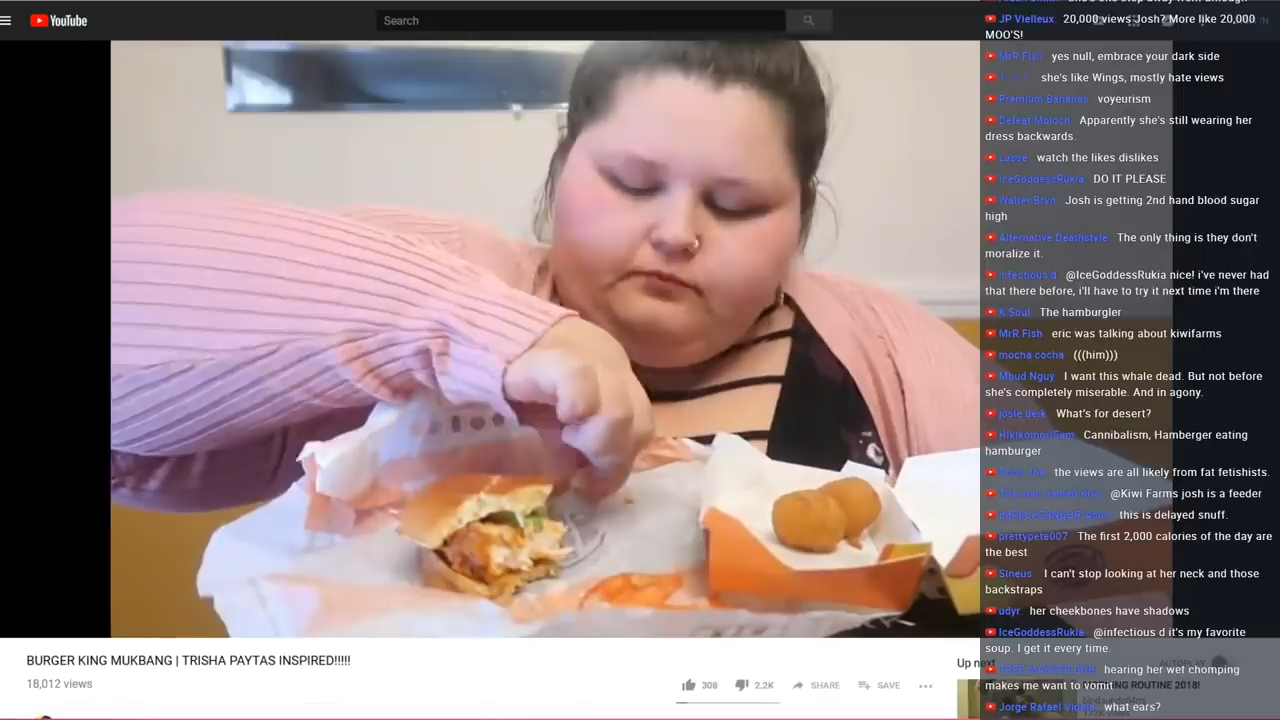 YouTube
Search
BURGER KING MUKBANG | TRISHA PAYTAS INSPIRED!!!!!
18,012 views
308
2.2K
SHARE
SAVE
Up next
AUTOPLAY
ROUTINE 2018!
JP Vielleux 20,000 views Josh? More like 20,000
MOO'S!
MrR Fish yes null, embrace your dark side
she's like Wings, mostly hate views
Premium Bananas voyeurism
Defeat Moloch Apparently she's still wearing her
dress backwards.
Lasse watch the likes dislikes
IceGoddessRukia DO IT PLEASE
Walter Bryn Josh is getting 2nd hand blood sugar
high
Alternative Deathstyle The only thing is they don't
moralize it.
infectious d @IceGoddessRukia nice! i've never had
that there before, i'll have to try it next time i'm there
K Soul The hamburgler
MrR Fish eric was talking about kiwifarms
mocha cocha (((him)))
Mbud Nguy I want this whale dead. But not before
she's completely miserable. And in agony.
josie derk What's for desert?
HikikomoriSam Cannibalism, Hamberger eating
hamburger
the views are all likely from fat fetishists.
@Kiwi Farms josh is a feeder
this is delayed snuff.
prettypete007 The first 2,000 calories of the day are
the best
Sineus I can't stop looking at her neck and those
backstraps
udyr her cheekbones have shadows
IceGoddessRukia @infectious d it's my favorite
soup. I get it every time.
hearing her wet chomping
makes me want to vomit
Jorge Rafael Videla what ears?